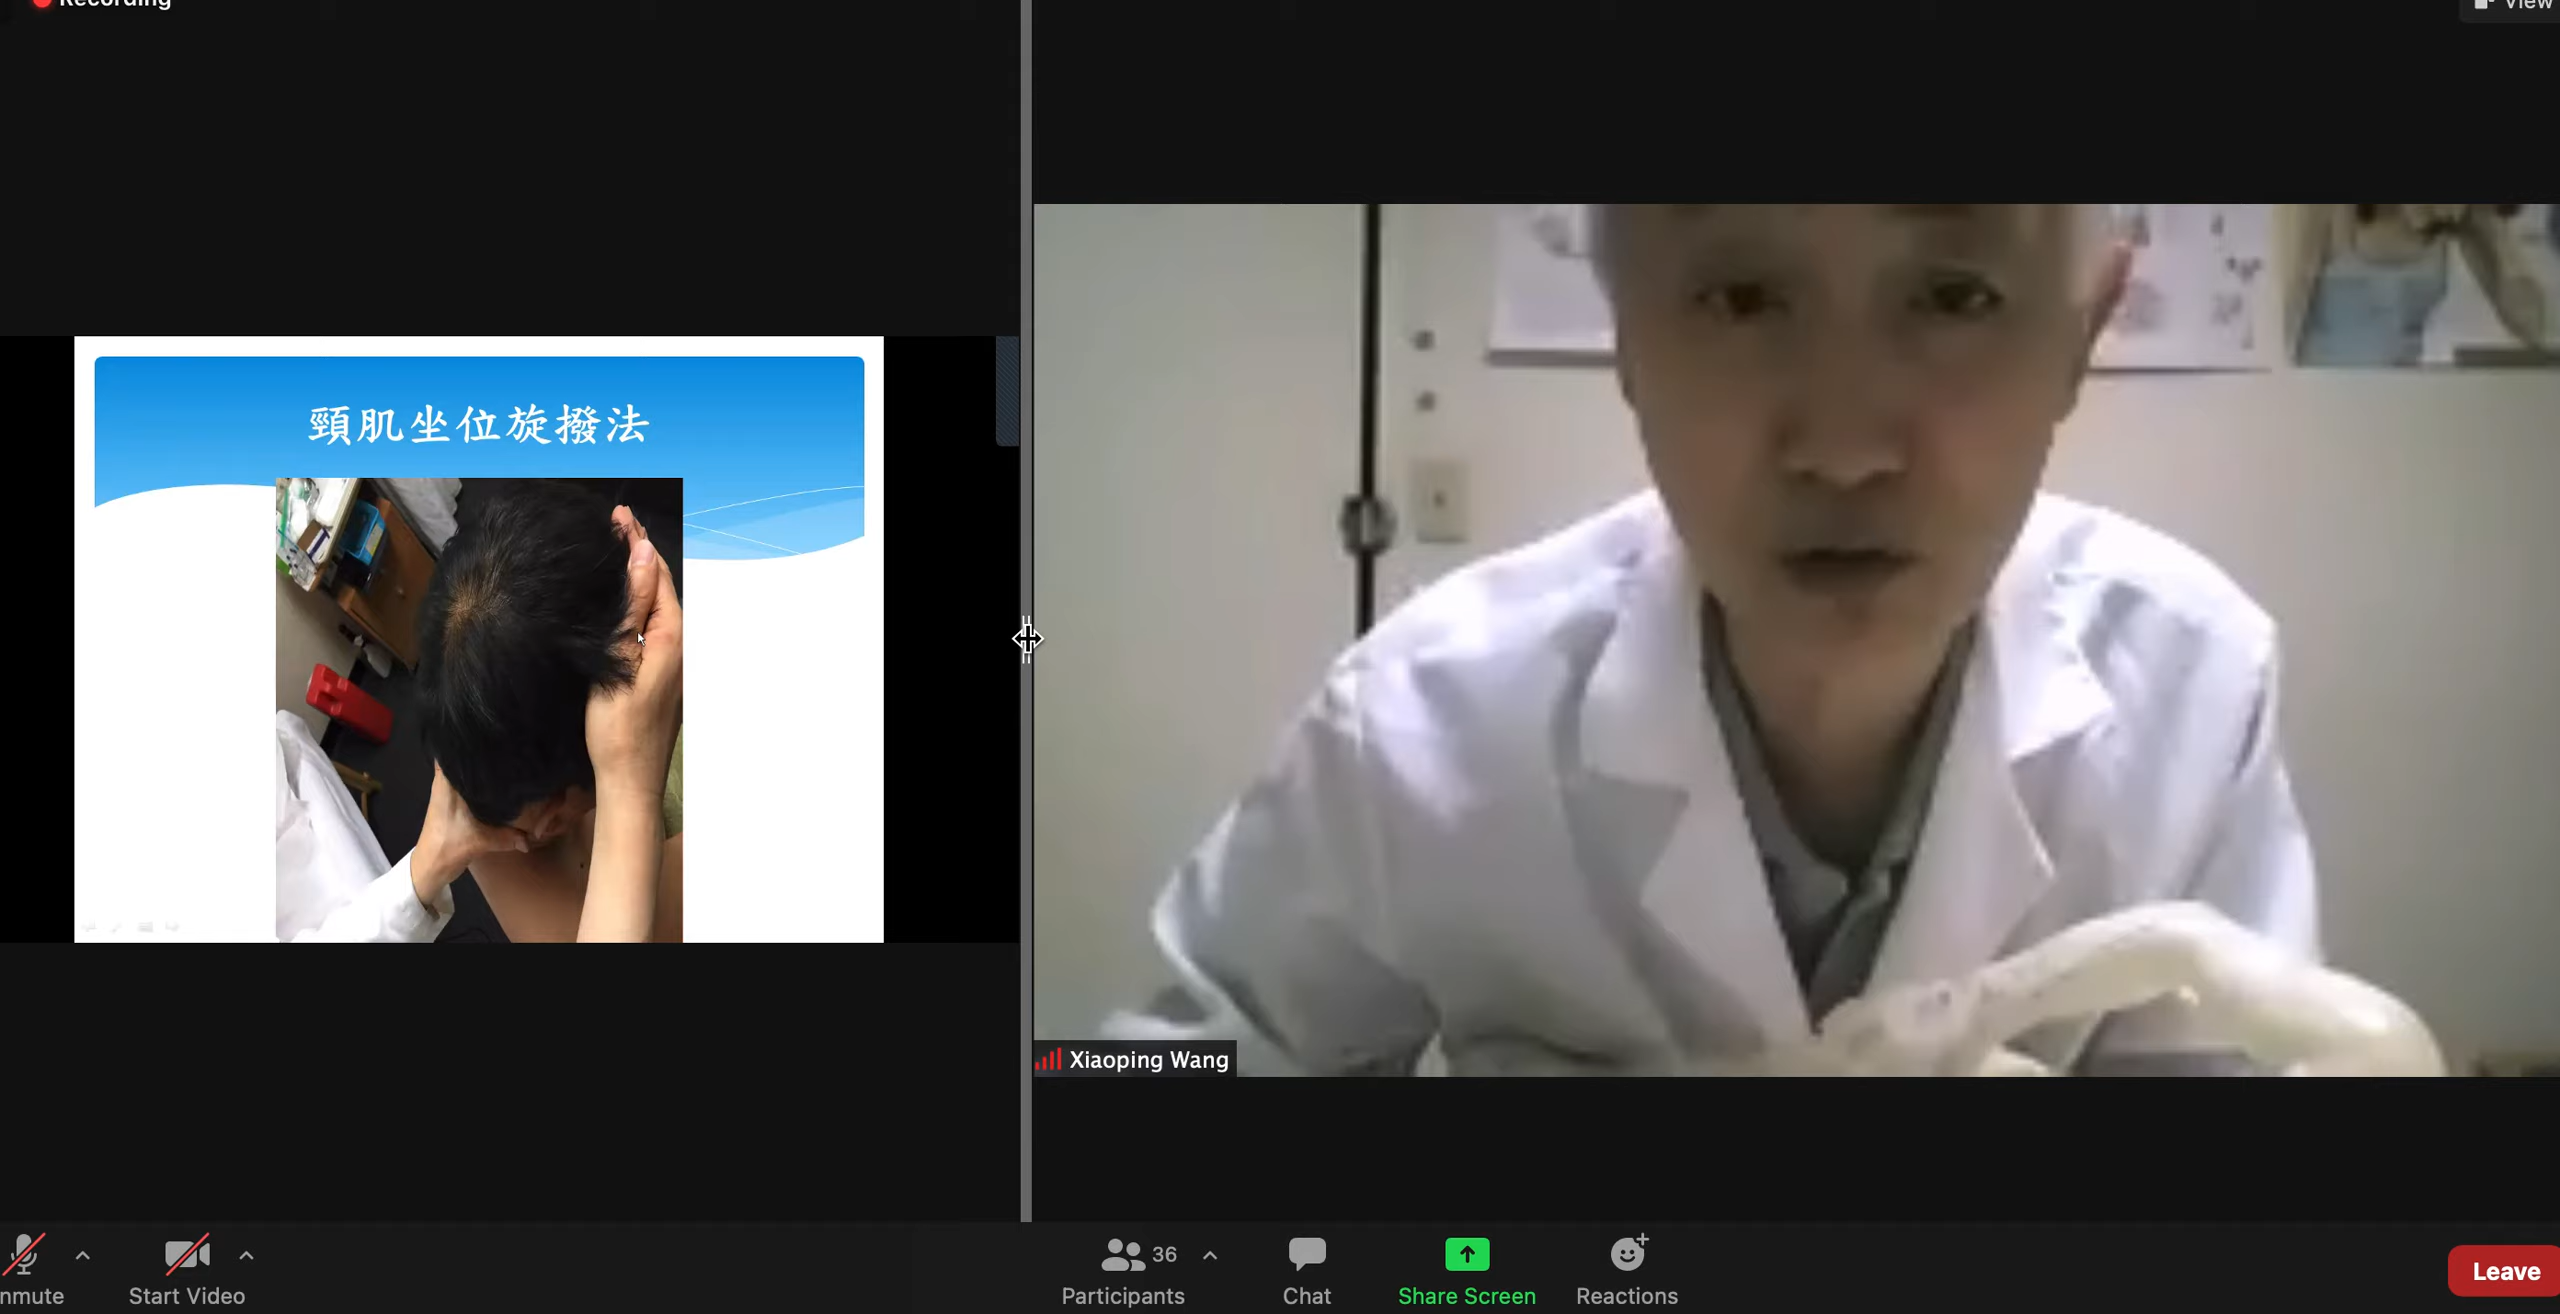 Recording
View
頸肌坐位旋撥法
Xiaoping Wang
nmute
Start Video
36
Participants
Chat
Share Screen
Reactions
Leave